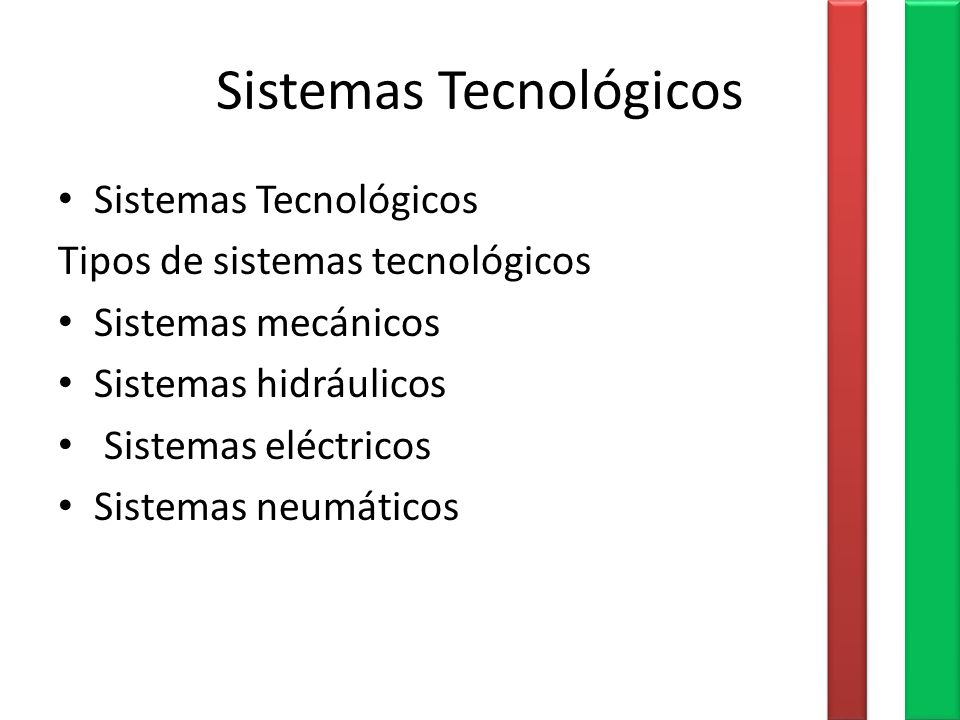 Sistemas Tecnológicos
• Sistemas Tecnológicos
Tipos de sistemas tecnológicos
• Sistemas mecánicos
• Sistemas hidráulicos
• Sistemas eléctricos
• Sistemas neumáticos